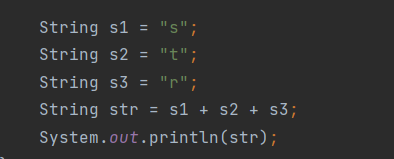 String s1 = "s";
String s2 = "t";
String s3 = "r";
String str = s1 + s2 + s3;
System.out.println(str);